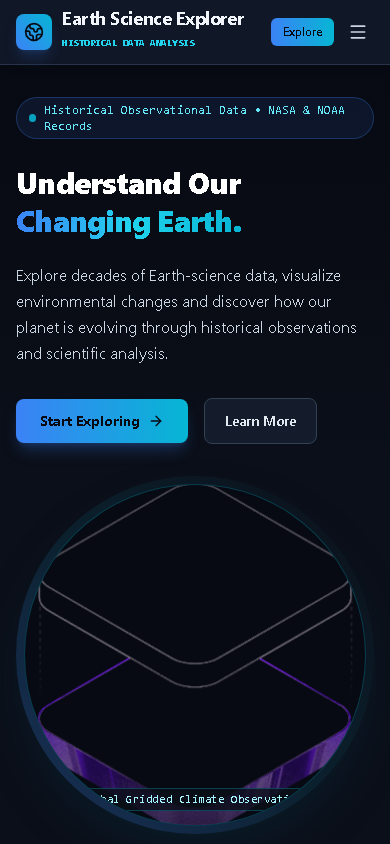 Earth Science Explorer
HISTORICAL DATA ANALYSIS
Explore
Historical Observational Data • NASA & NOAA
Records
Understand Our
Changing Earth.
Explore decades of Earth-science data, visualize
environmental changes and discover how our
planet is evolving through historical observations
and scientific analysis.
Start Exploring →
Learn More
Gridded Climate